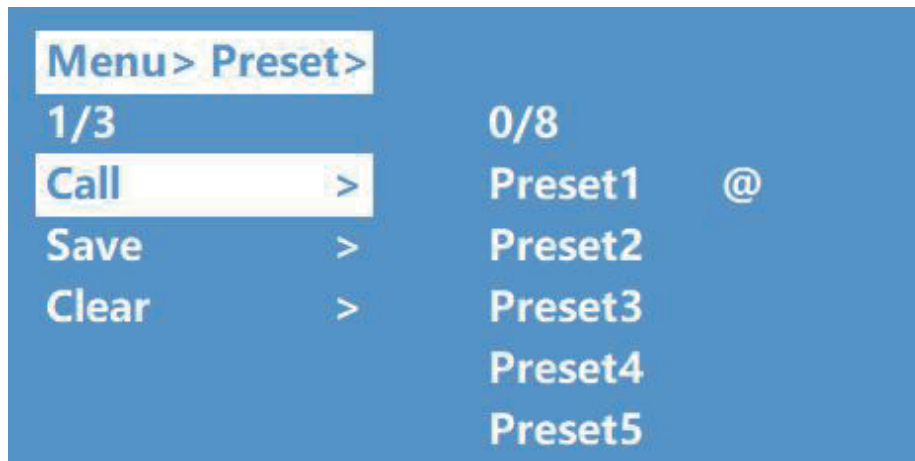 Menu> Preset>
1/3 0/8
Call > Preset1 @
Save > Preset2
Clear > Preset3
Preset4
Preset5